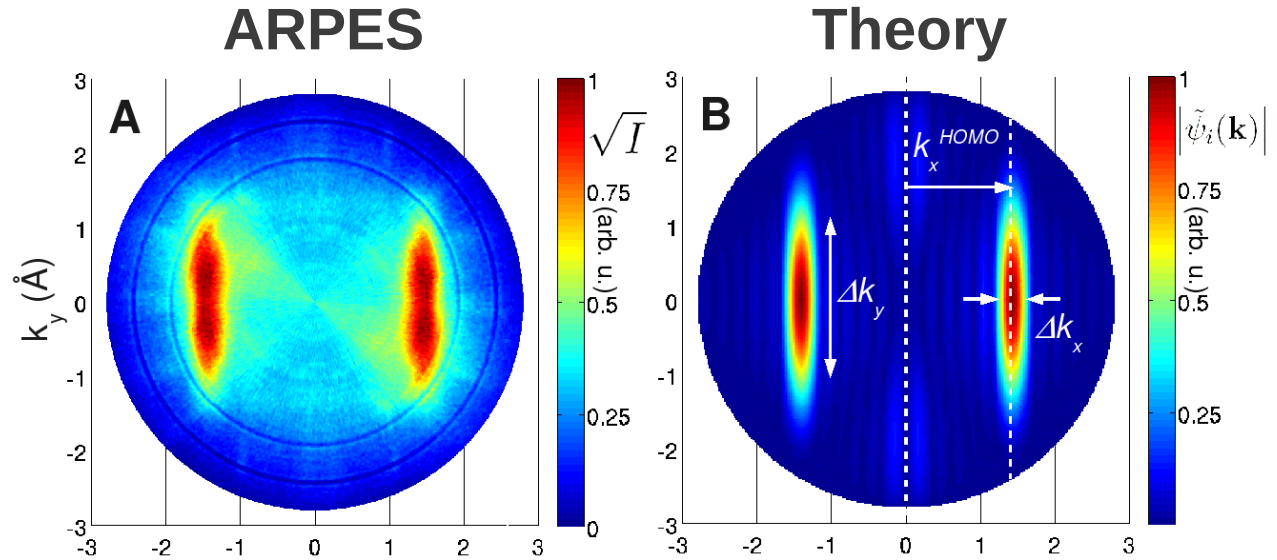 ARPES
Theory
A
B
3
2
1
0
-1
-2
-3
k_y (Å)
-3 -2 -1 0 1 2 3
1
0.75
0.5
0.25
0
√I
(arb. u.)
3
2
1
0
-1
-2
-3
-3 -2 -1 0 1 2 3
k_x^HOMO
Δk_y
Δk_x
1
0.75
0.5
0.25
|ψ̃_i(k)|
(arb. u.)